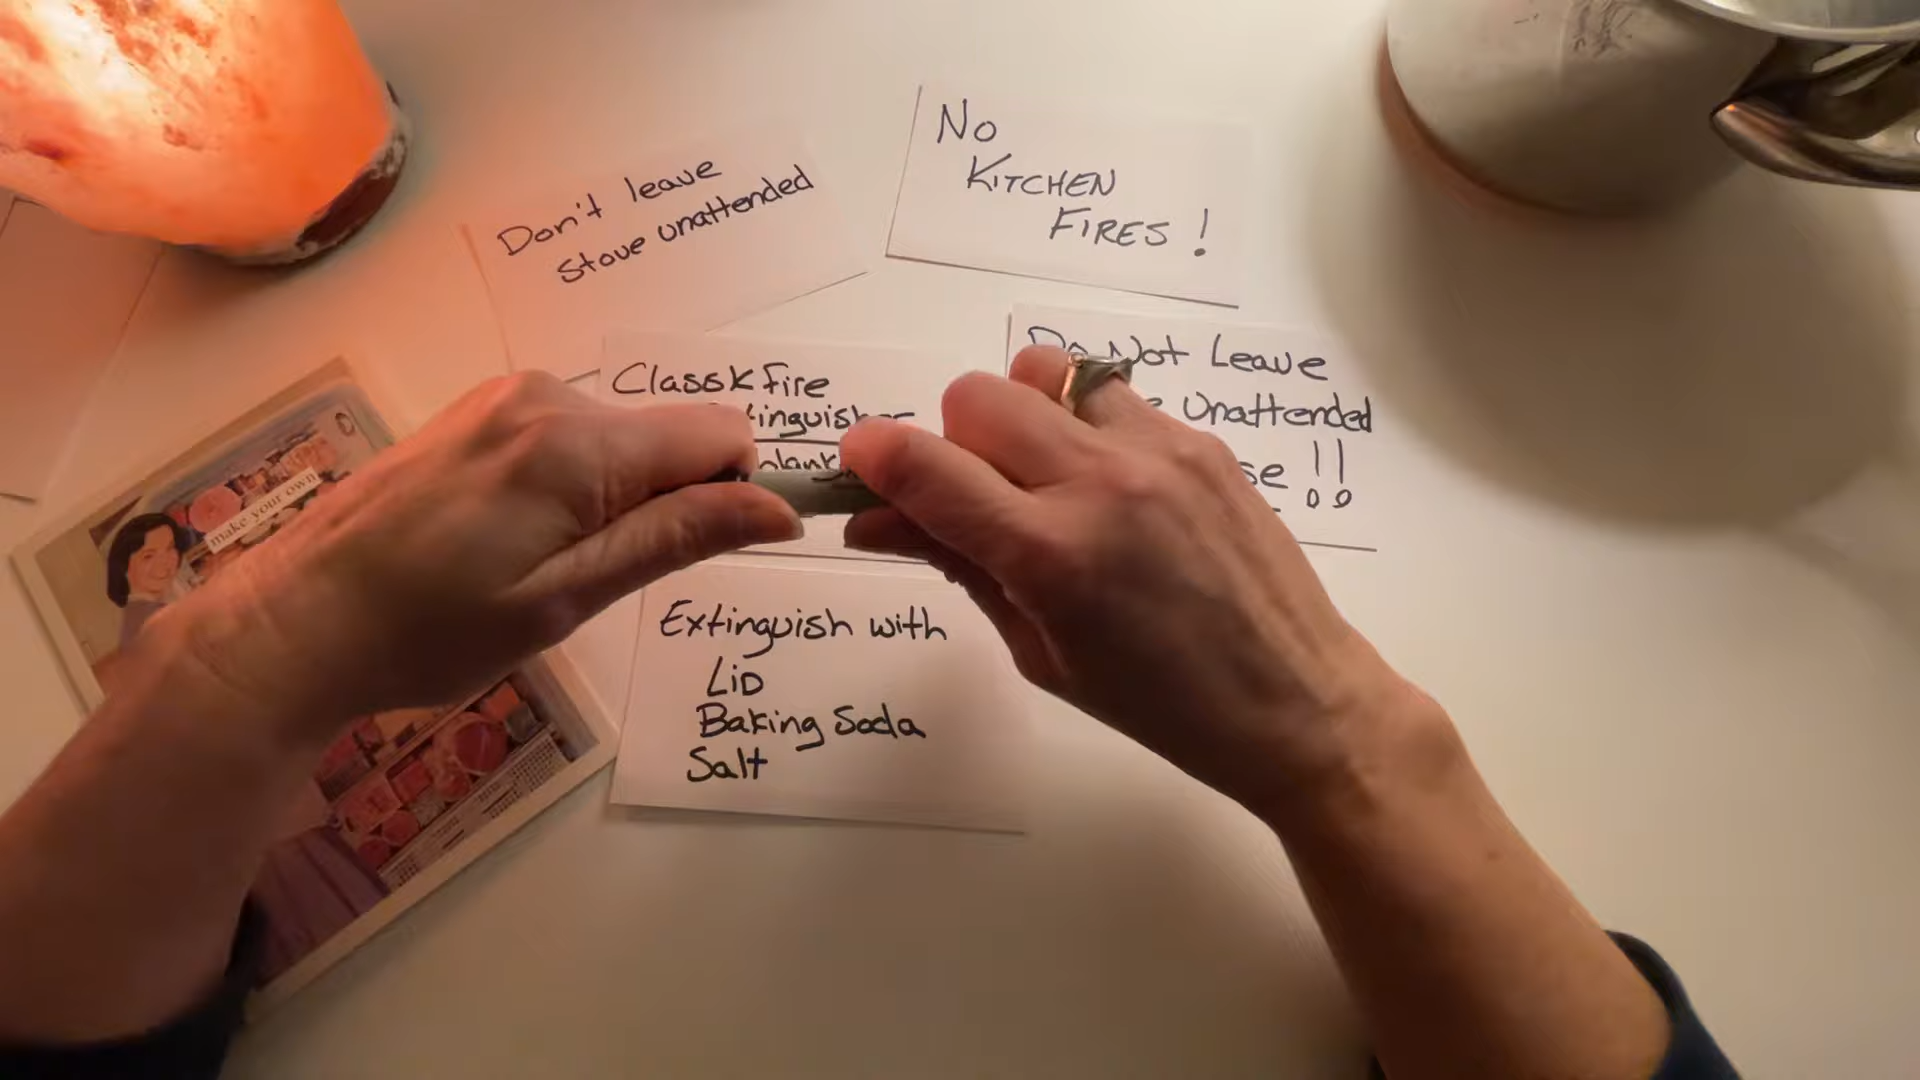 Don't leave
stove unattended
No
KITCHEN
FIRES!
Class K fire
blank
Do Not Leave
Unattended
!!
Extinguish with
LiD
Baking Soda
Salt
make your own